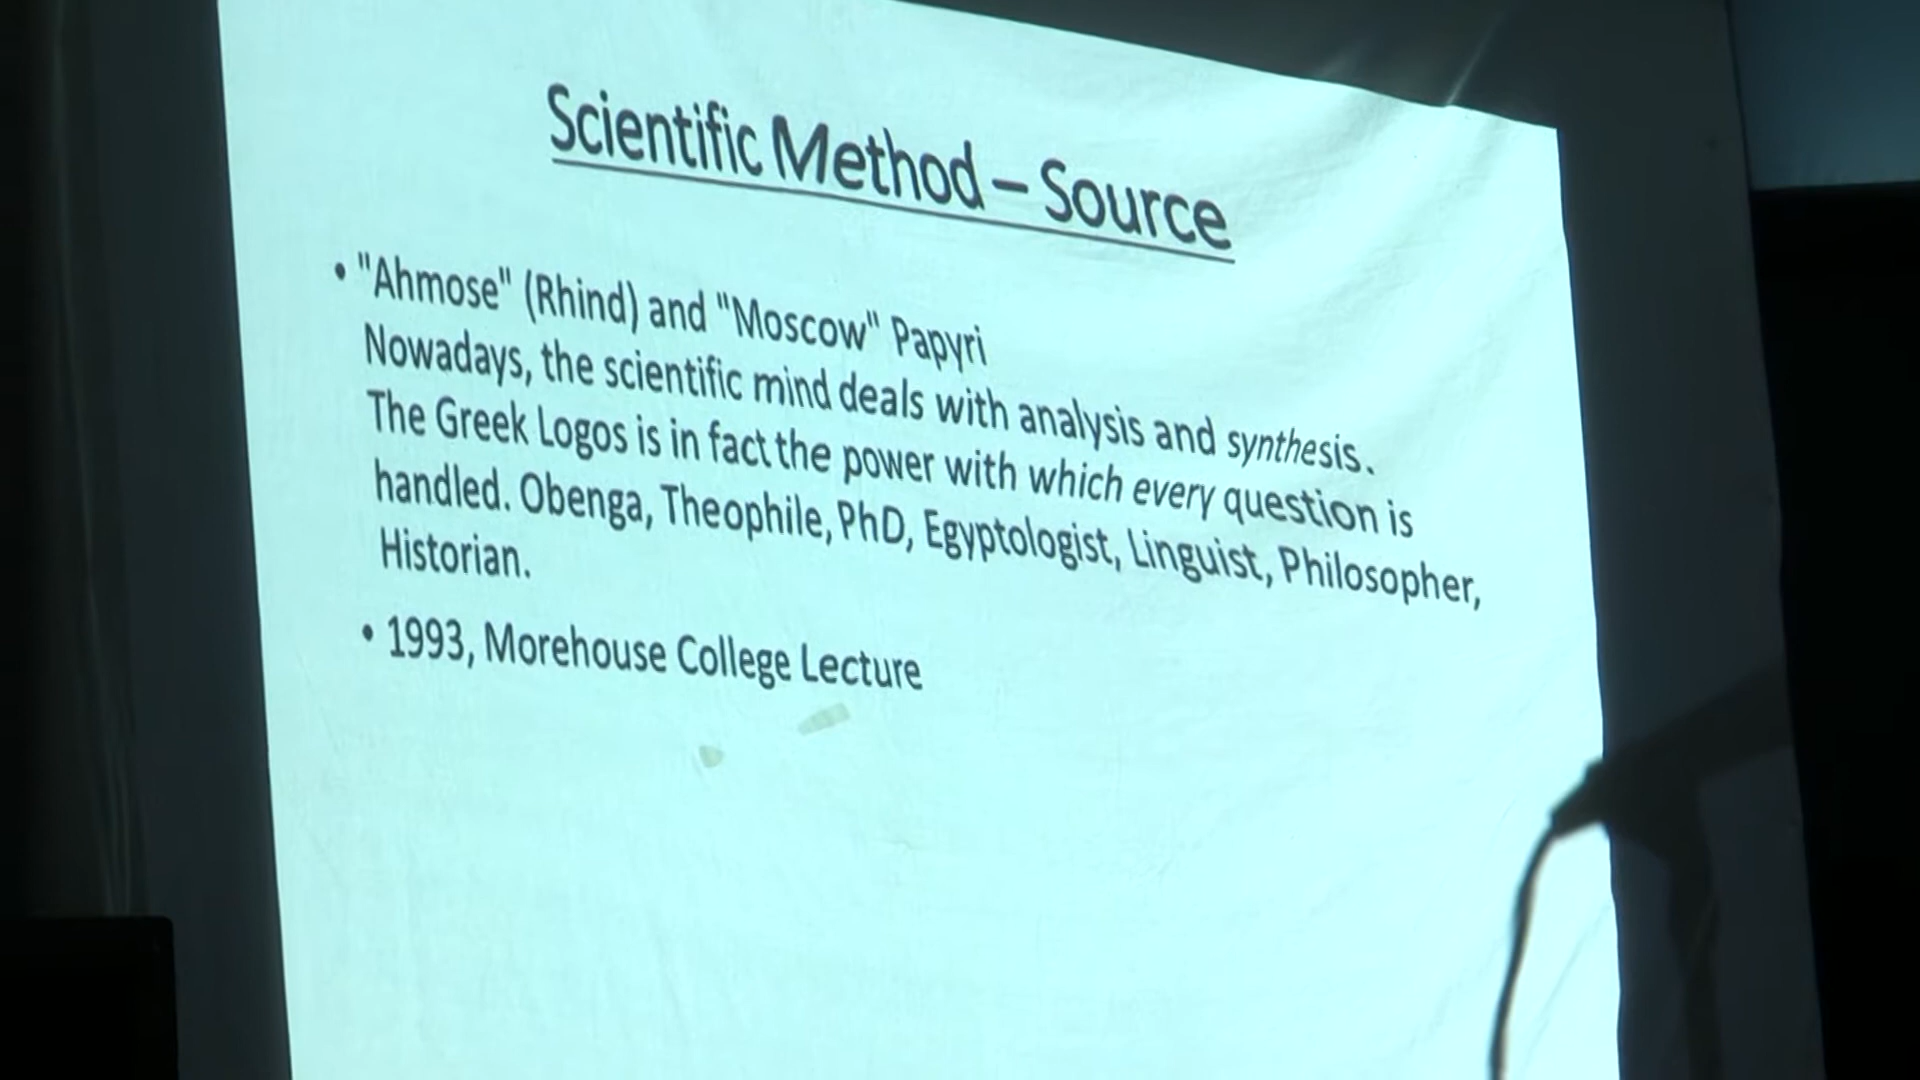 Scientific Method – Source
• "Ahmose" (Rhind) and "Moscow" Papyri
Nowadays, the scientific mind deals with analysis and synthesis.
The Greek Logos is in fact the power with which every question is
handled. Obenga, Theophile, PhD, Egyptologist, Linguist, Philosopher,
Historian.
• 1993, Morehouse College Lecture